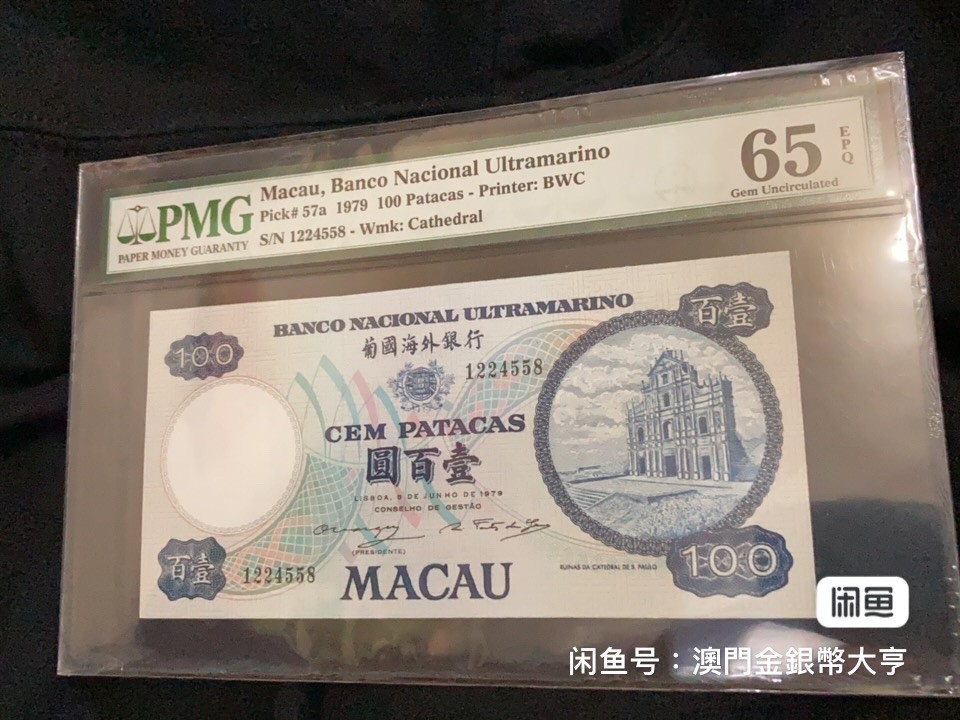 PMG
PAPER MONEY GUARANTY
Macau, Banco Nacional Ultramarino
Pick# 57a 1979 100 Patacas - Printer: BWC
S/N 1224558 - Wmk: Cathedral
65 EPQ
Gem Uncirculated
BANCO NACIONAL ULTRAMARINO
葡國海外銀行
100
百壹
1224558
CEM PATACAS
圓百壹
LISBOA, 8 DE JUNHO DE 1979
CONSELHO DE GESTÃO
(PRESIDENTE)
百壹
1224558
MACAU
RUINAS DA CATEDRAL DE S. PAULO
100
闲鱼
闲鱼号：澳門金銀幣大亨